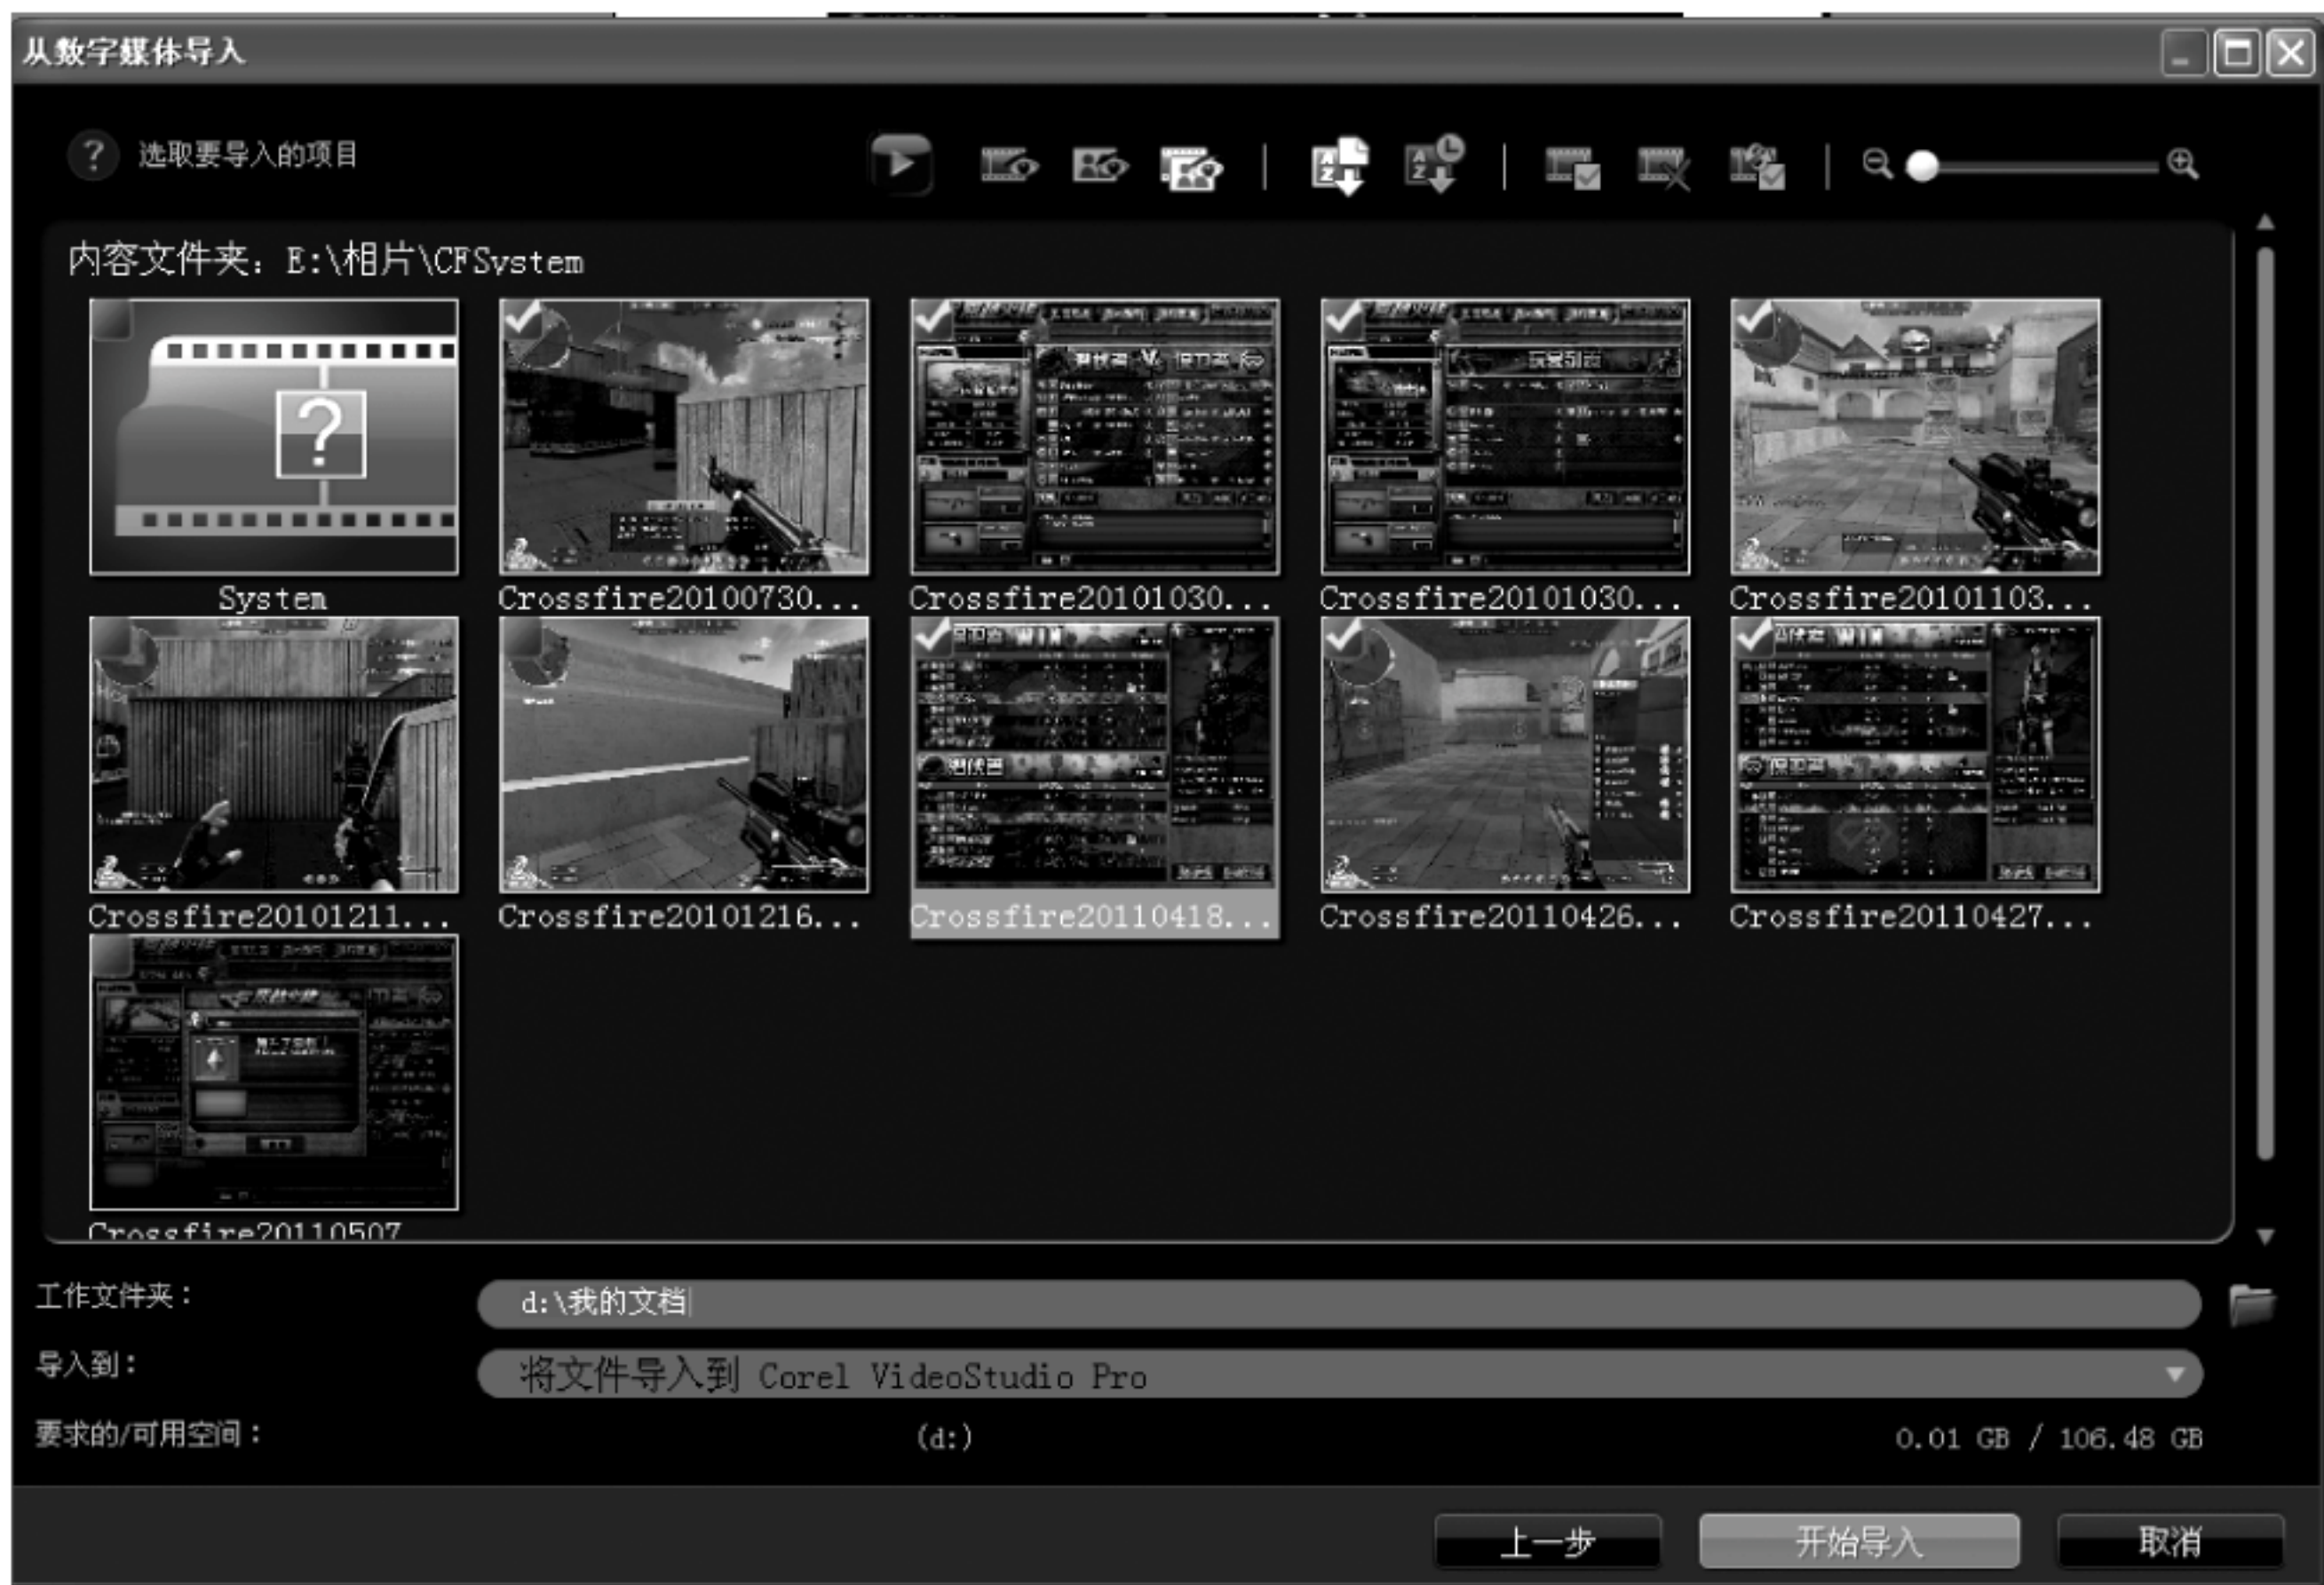 从数字媒体导入
选取要导入的项目
内容文件夹：E:\相片\CFSystem
System
Crossfire20100730...
Crossfire20101030...
Crossfire20101030...
Crossfire20101103...
Crossfire20101211...
Crossfire20101216...
Crossfire20110418...
Crossfire20110426...
Crossfire20110427...
Crossfire20110507
工作文件夹：
d:\我的文档
导入到：
将文件导入到 Corel VideoStudio Pro
要求的/可用空间：
(d:)
0.01 GB / 106.48 GB
上一步
开始导入
取消